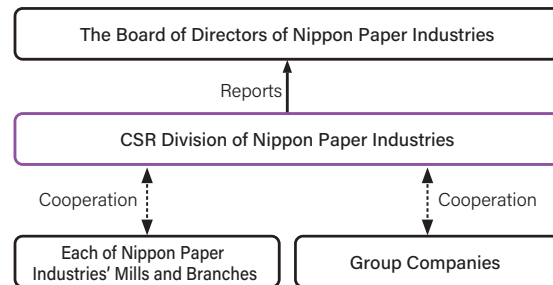 The Board of Directors of Nippon Paper Industries
Reports
CSR Division of Nippon Paper Industries
Cooperation
Cooperation
Each of Nippon Paper
Industries’ Mills and Branches
Group Companies